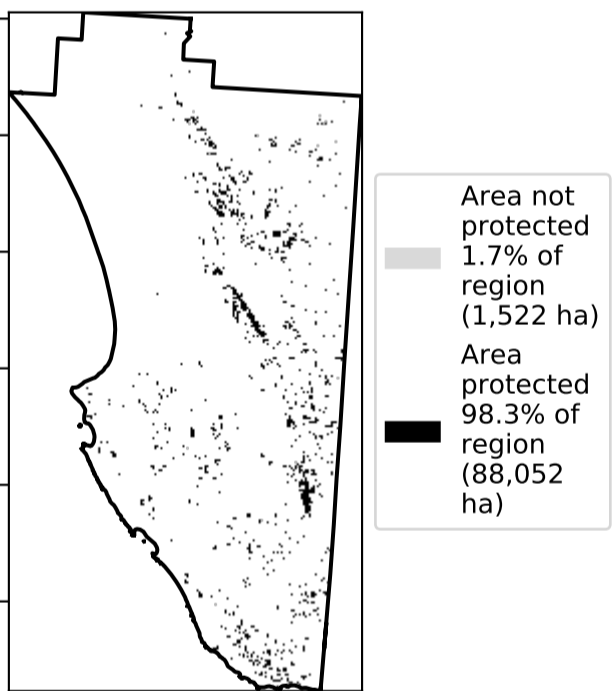 Area not
protected
1.7% of
region
(1,522 ha)
Area
protected
98.3% of
region
(88,052
ha)